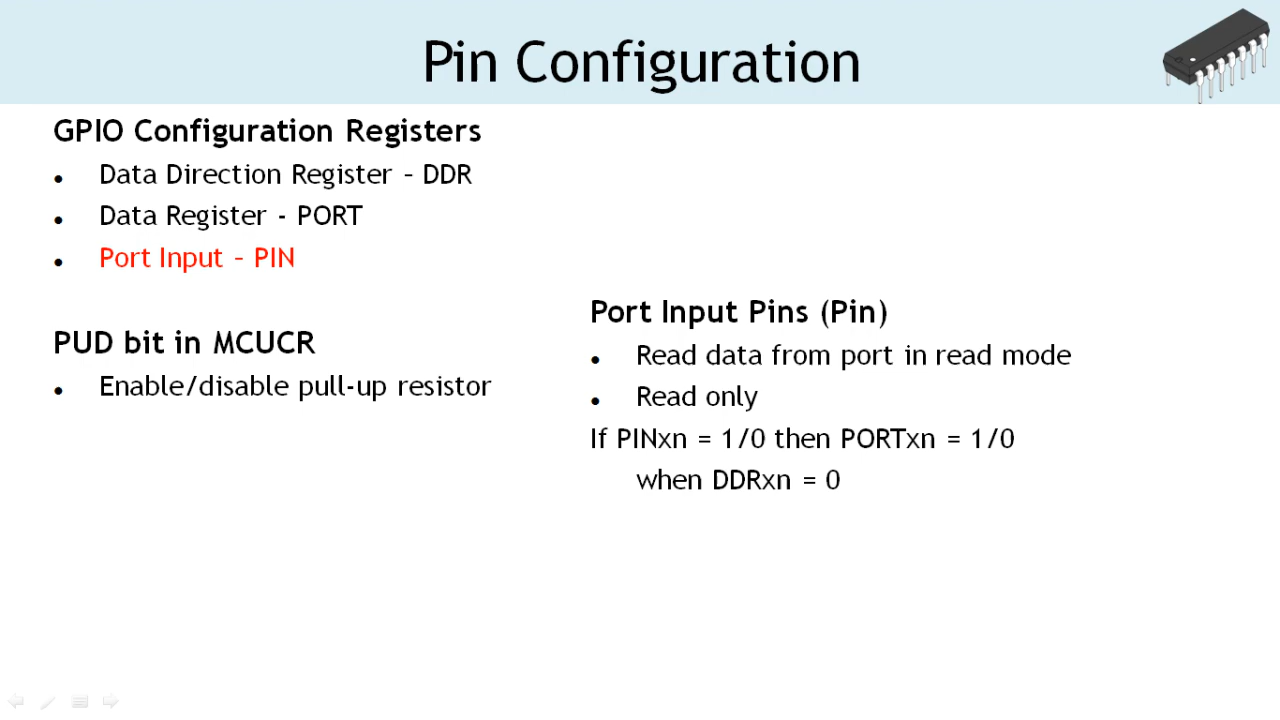 Pin Configuration
GPIO Configuration Registers
• Data Direction Register – DDR
• Data Register - PORT
• Port Input – PIN
PUD bit in MCUCR
• Enable/disable pull-up resistor
Port Input Pins (Pin)
• Read data from port in read mode
• Read only
If PINxn = 1/0 then PORTxn = 1/0
when DDRxn = 0